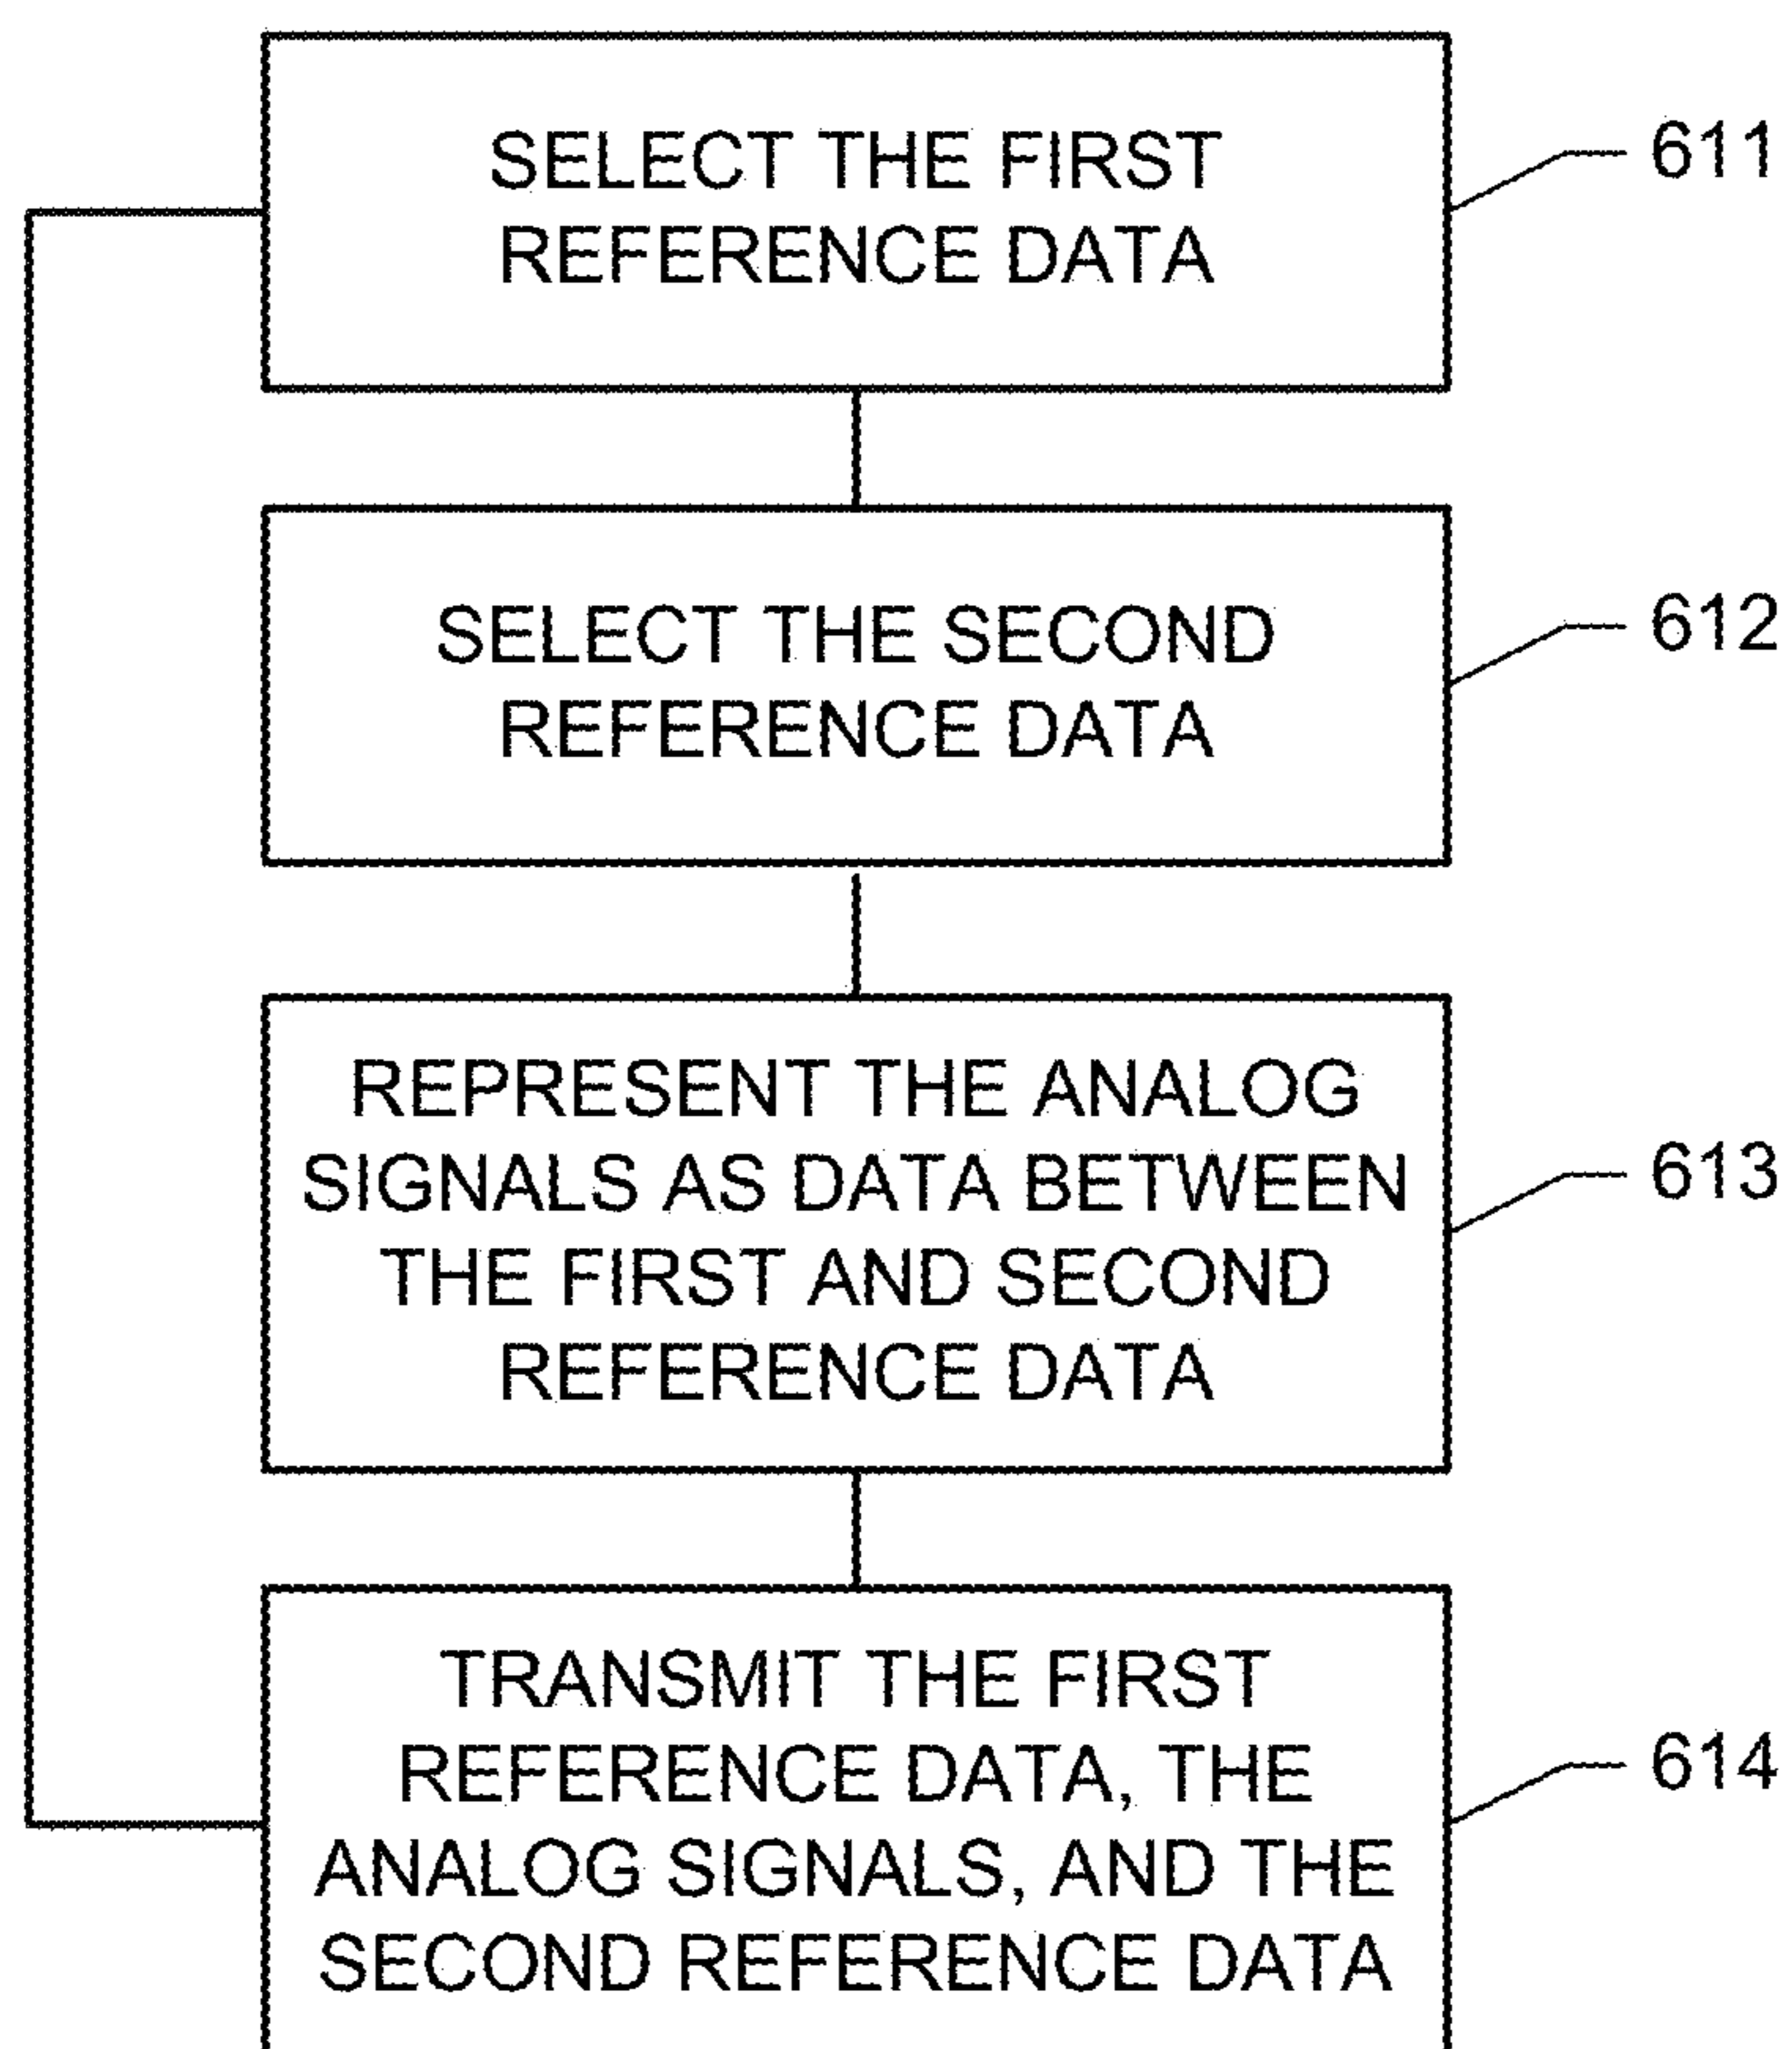 SELECT THE FIRST
REFERENCE DATA
611
SELECT THE SECOND
REFERENCE DATA
612
REPRESENT THE ANALOG
SIGNALS AS DATA BETWEEN
THE FIRST AND SECOND
REFERENCE DATA
613
TRANSMIT THE FIRST
REFERENCE DATA, THE
ANALOG SIGNALS, AND THE
SECOND REFERENCE DATA
614